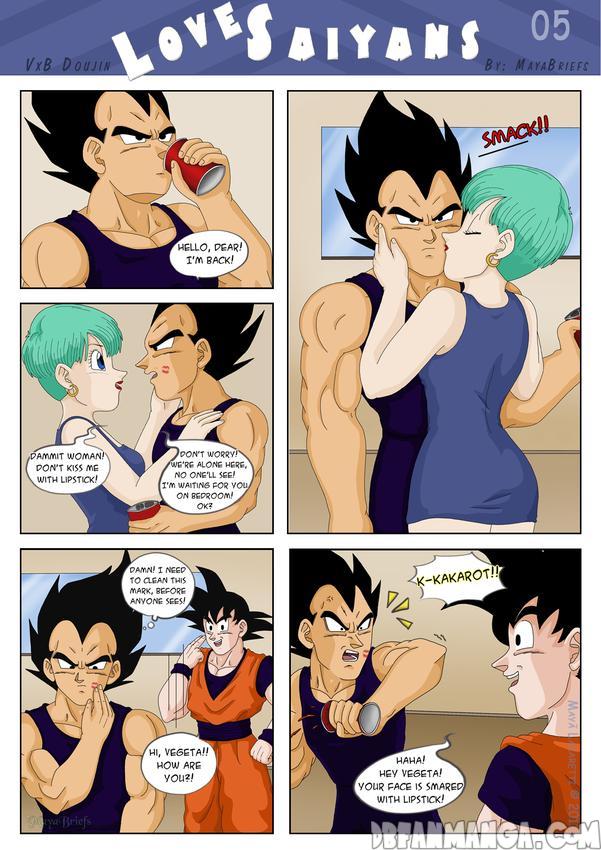 LOVE SAIYANS
05
VxB DOUJIN
BY: MAYABRIEFS
HELLO, DEAR!
I'M BACK!
SMACK!!
DAMMIT WOMAN!
DON'T KISS ME
WITH LIPSTICK!
DON'T WORRY!
WE'RE ALONE HERE,
NO ONE'LL SEE!
I'M WAITING FOR YOU
ON BEDROOM!
OK?
DAMN! I NEED
TO CLEAN THIS
MARK, BEFORE
ANYONE SEES!
HI, VEGETA!!
HOW ARE
YOU?!
K-KAKAROT!!
HAHA!
HEY VEGETA!
YOUR FACE IS SMARED
WITH LIPSTICK!
Maya Briefs
DBFANMANGA.COM